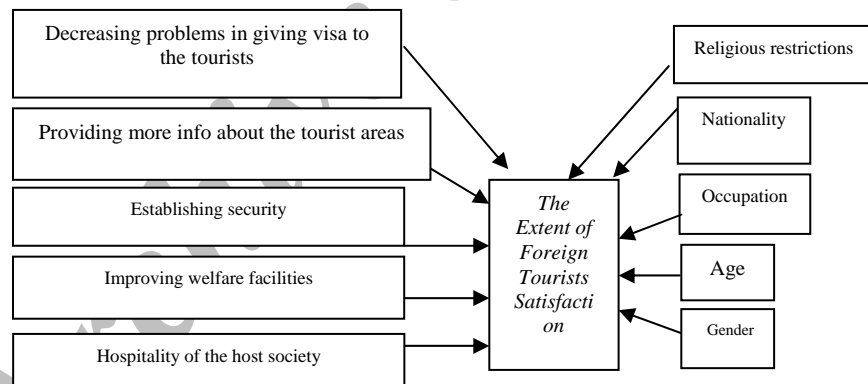 Decreasing problems in giving visa to
the tourists
Providing more info about the tourist areas
Establishing security
Improving welfare facilities
Hospitality of the host society
The
Extent of
Foreign
Tourists
Satisfacti
on
Religious restrictions
Nationality
Occupation
Age
Gender